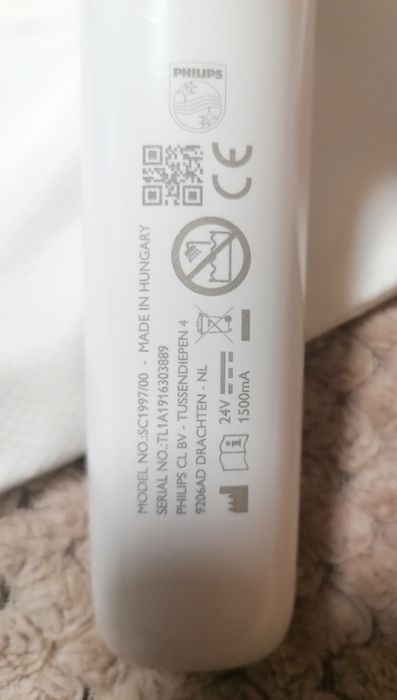 PHILIPS
CE
MODEL NO.:SC1997/00 - MADE IN HUNGARY
SERIAL NO.:TL1A1916303889
PHILIPS CL BV - TUSSENDIEPEN 4
9206AD DRACHTEN - NL
24V
1500mA